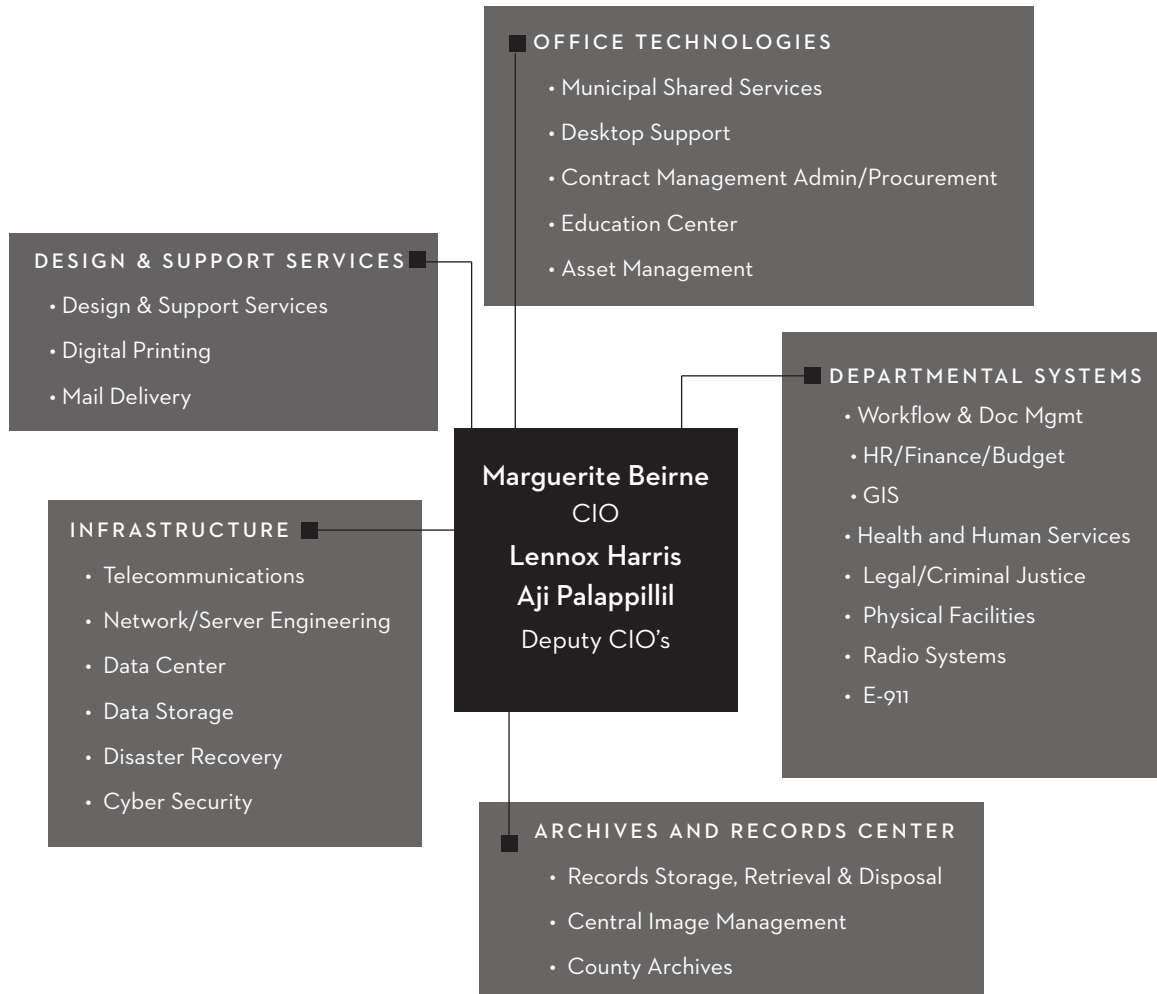 OFFICE TECHNOLOGIES
• Municipal Shared Services
• Desktop Support
• Contract Management Admin/Procurement
• Education Center
• Asset Management
DESIGN & SUPPORT SERVICES
• Design & Support Services
• Digital Printing
• Mail Delivery
DEPARTMENTAL SYSTEMS
• Workflow & Doc Mgmt
• HR/Finance/Budget
• GIS
• Health and Human Services
• Legal/Criminal Justice
• Physical Facilities
• Radio Systems
• E-911
Marguerite Beirne
CIO
Lennox Harris
Aji Palappillil
Deputy CIO’s
INFRASTRUCTURE
• Telecommunications
• Network/Server Engineering
• Data Center
• Data Storage
• Disaster Recovery
• Cyber Security
ARCHIVES AND RECORDS CENTER
• Records Storage, Retrieval & Disposal
• Central Image Management
• County Archives